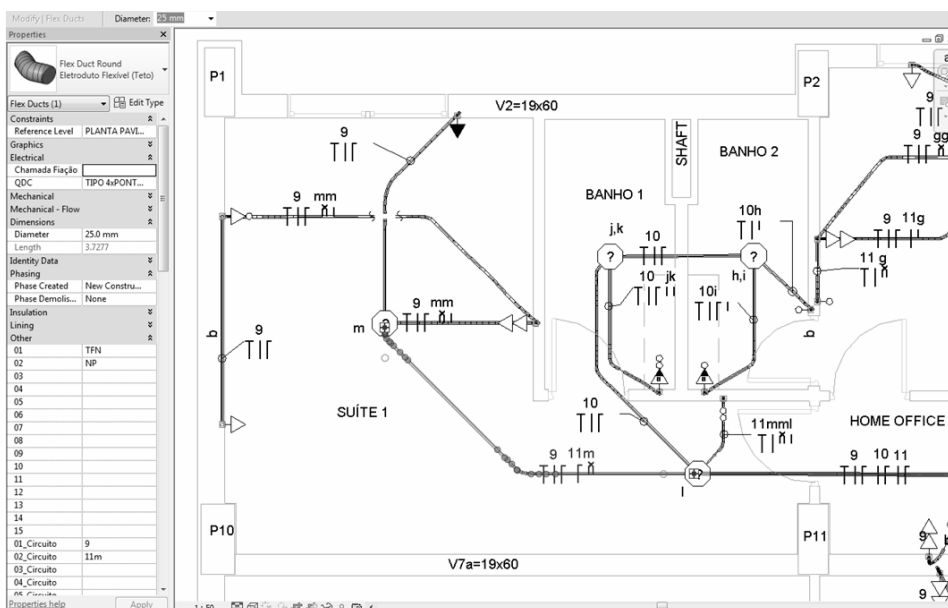 Modify | Flex Ducts
Diameter: 25 mm
Properties
Flex Duct Round
Eletroduto Flexível (Teto)
Flex Ducts (1)
Edit Type
Constraints
Reference Level PLANTA PAVI...
Graphics
Electrical
Chamada Fiação
QDC TIPO 4xPONT...
Mechanical
Mechanical - Flow
Dimensions
Diameter 25.0 mm
Length 3.7277
Identity Data
Phasing
Phase Created New Constru...
Phase Demolis... None
Insulation
Lining
Other
01 TFN
02 NP
03
04
05
06
07
08
09
10
11
12
13
14
15
01_Circuito 9
02_Circuito 11m
03_Circuito
04_Circuito
05_Circuito
Properties help
Apply
P1
P2
V2=19x60
9
SHAFT
BANHO 2
9
9 gg
BANHO 1
9 mm
j,k
10h
9 11g
10
h,i
11 g
10 jk
10i
9 mm
b
b
9
m
SUÍTE 1
10
11mml
HOME OFFICE
9 11m
9 10 11
l
P10
P11
9
V7a=19x60
9
1 : 50